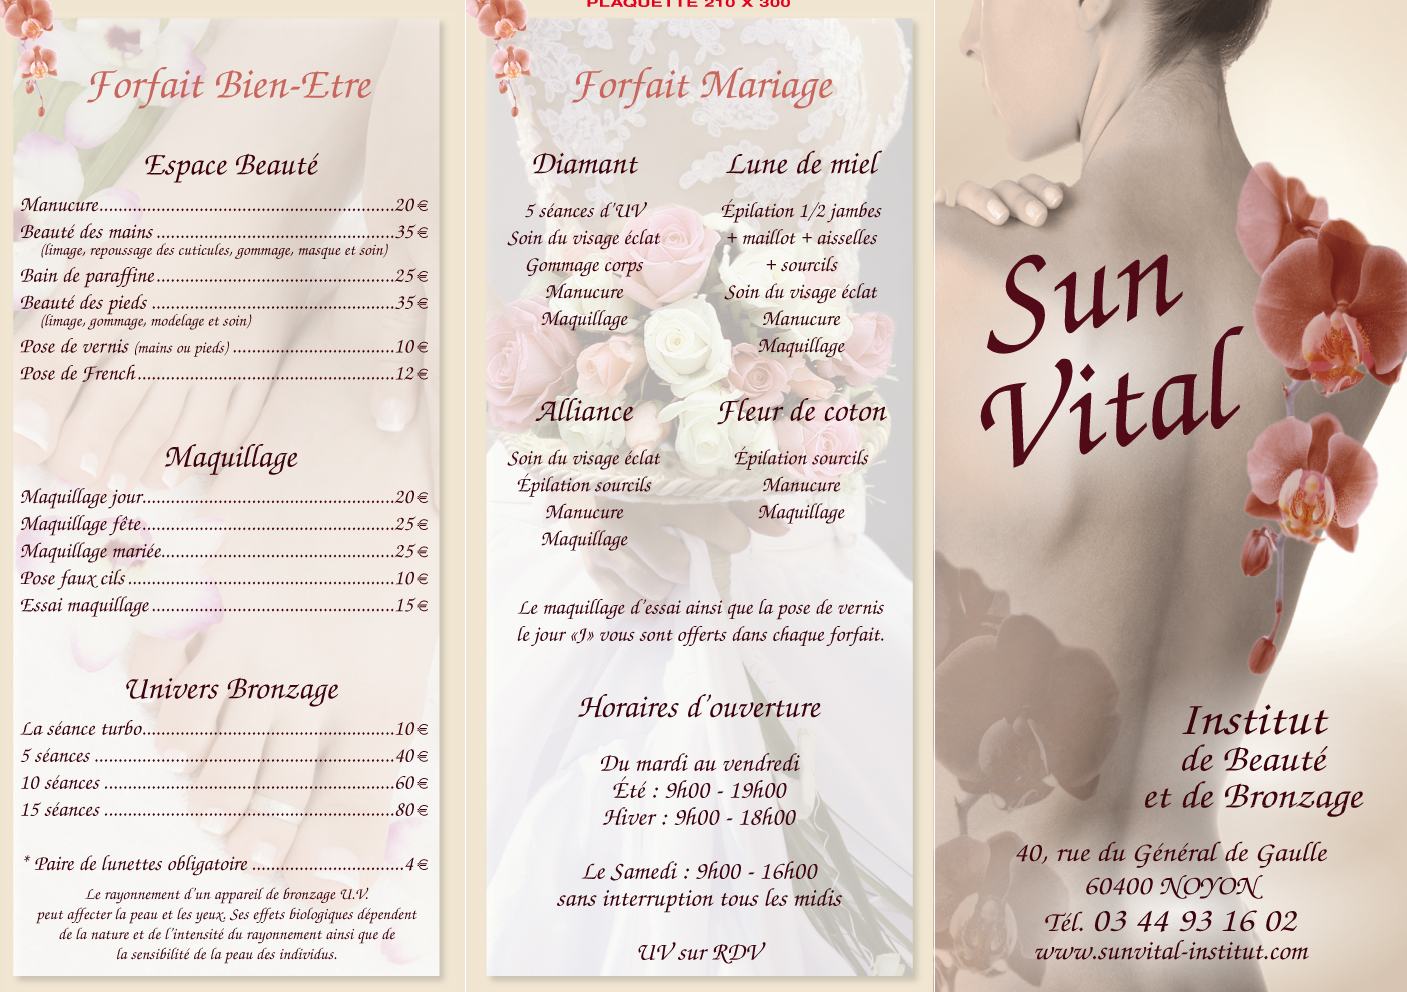 PLAQUETTE 210 X 300
Forfait Bien-Etre
Espace Beauté
Manucure....................20 €
Beauté des mains....................35 €
(limage, repoussage des cuticules, gommage, masque et soin)
Bain de paraffine....................25 €
Beauté des pieds....................35 €
(limage, gommage, modelage et soin)
Pose de vernis (mains ou pieds)....................10 €
Pose de French....................12 €
Maquillage
Maquillage jour....................20 €
Maquillage fête....................25 €
Maquillage mariée....................25 €
Pose faux cils....................10 €
Essai maquillage....................15 €
Univers Bronzage
La séance turbo....................10 €
5 séances....................40 €
10 séances....................60 €
15 séances....................80 €
* Paire de lunettes obligatoire....................4 €
Le rayonnement d'un appareil de bronzage U.V.
peut affecter la peau et les yeux. Ses effets biologiques dépendent
de la nature et de l'intensité du rayonnement ainsi que de
la sensibilité de la peau des individus.
Forfait Mariage
Diamant
5 séances d'UV
Soin du visage éclat
Gommage corps
Manucure
Maquillage
Lune de miel
Épilation 1/2 jambes
+ maillot + aisselles
+ sourcils
Soin du visage éclat
Manucure
Maquillage
Alliance
Soin du visage éclat
Épilation sourcils
Manucure
Maquillage
Fleur de coton
Épilation sourcils
Manucure
Maquillage
Le maquillage d'essai ainsi que la pose de vernis
le jour «J» vous sont offerts dans chaque forfait.
Horaires d'ouverture
Du mardi au vendredi
Été : 9h00 - 19h00
Hiver : 9h00 - 18h00
Le Samedi : 9h00 - 16h00
sans interruption tous les midis
UV sur RDV
Sun
Vital
Institut
de Beauté
et de Bronzage
40, rue du Général de Gaulle
60400 NOYON
Tél. 03 44 93 16 02
www.sunvital-institut.com